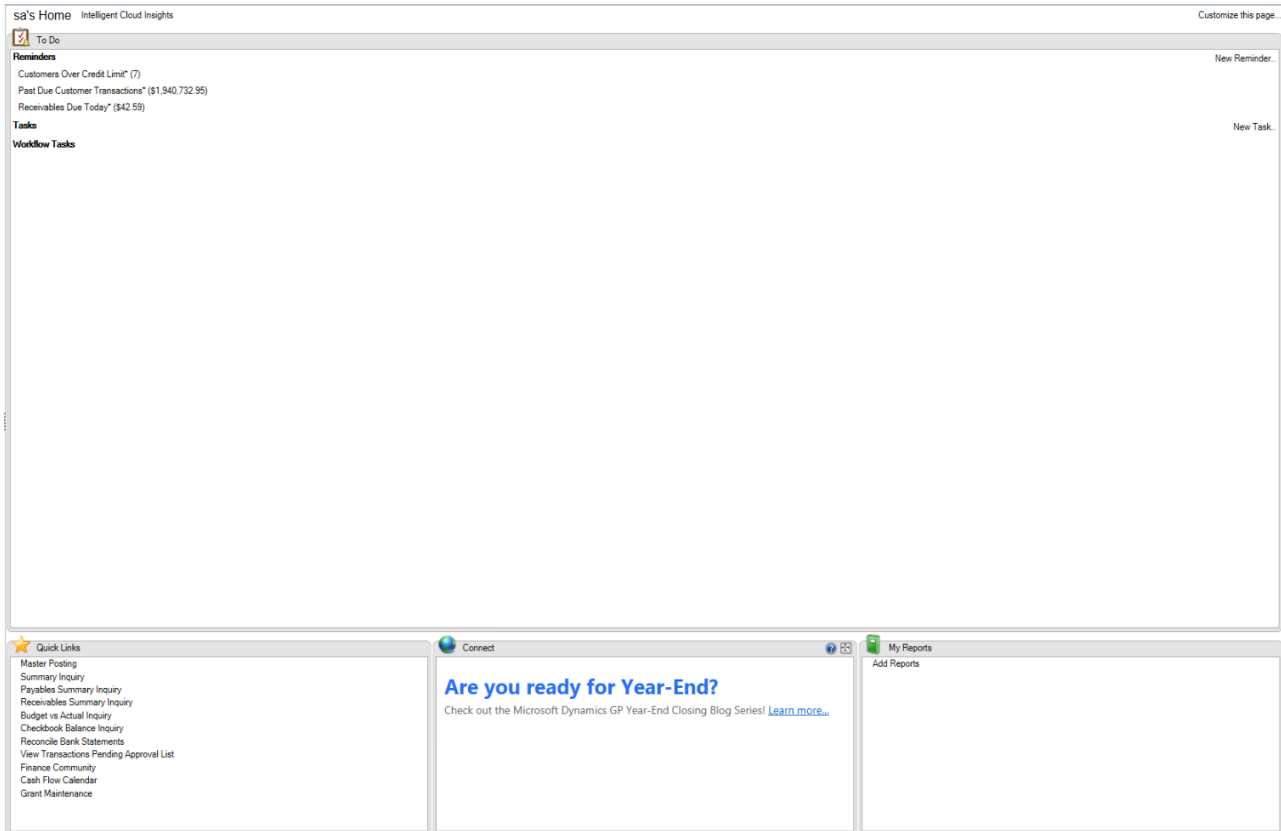 sa's Home Intelligent Cloud Insights Customize this page...
To Do
Reminders New Reminder..
Customers Over Credit Limit* (7)
Past Due Customer Transactions* ($1,940,732.95)
Receivables Due Today* ($42.59)
Tasks New Task..
Workflow Tasks
Quick Links
Master Posting
Summary Inquiry
Payables Summary Inquiry
Receivables Summary Inquiry
Budget vs Actual Inquiry
Checkbook Balance Inquiry
Reconcile Bank Statements
View Transactions Pending Approval List
Finance Community
Cash Flow Calendar
Grant Maintenance
Connect
Are you ready for Year-End?
Check out the Microsoft Dynamics GP Year-End Closing Blog Series! Learn more...
My Reports
Add Reports